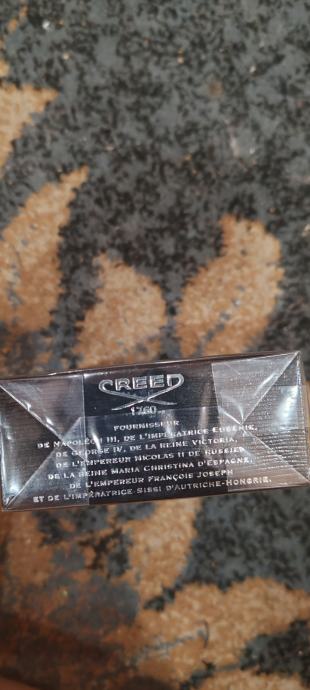 CREED
1760
FOURNISSEUR
DE NAPOLÉON III, DE L'IMPÉRATRICE EUGÉNIE,
DE GEORGE IV, DE LA REINE VICTORIA,
DE L'EMPEREUR NICOLAS II DE RUSSIE,
DE LA REINE MARIA CHRISTINA D'ESPAGNE,
DE L'EMPEREUR FRANÇOIS JOSEPH
ET DE L'IMPÉRATRICE SISSI D'AUTRICHE-HONGRIE.